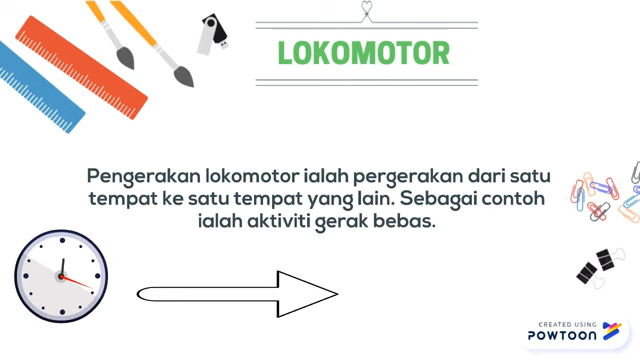 LOKOMOTOR
Pengerakan lokomotor ialah pergerakan dari satu
tempat ke satu tempat yang lain. Sebagai contoh
ialah aktiviti gerak bebas.
CREATED USING
POWTOON